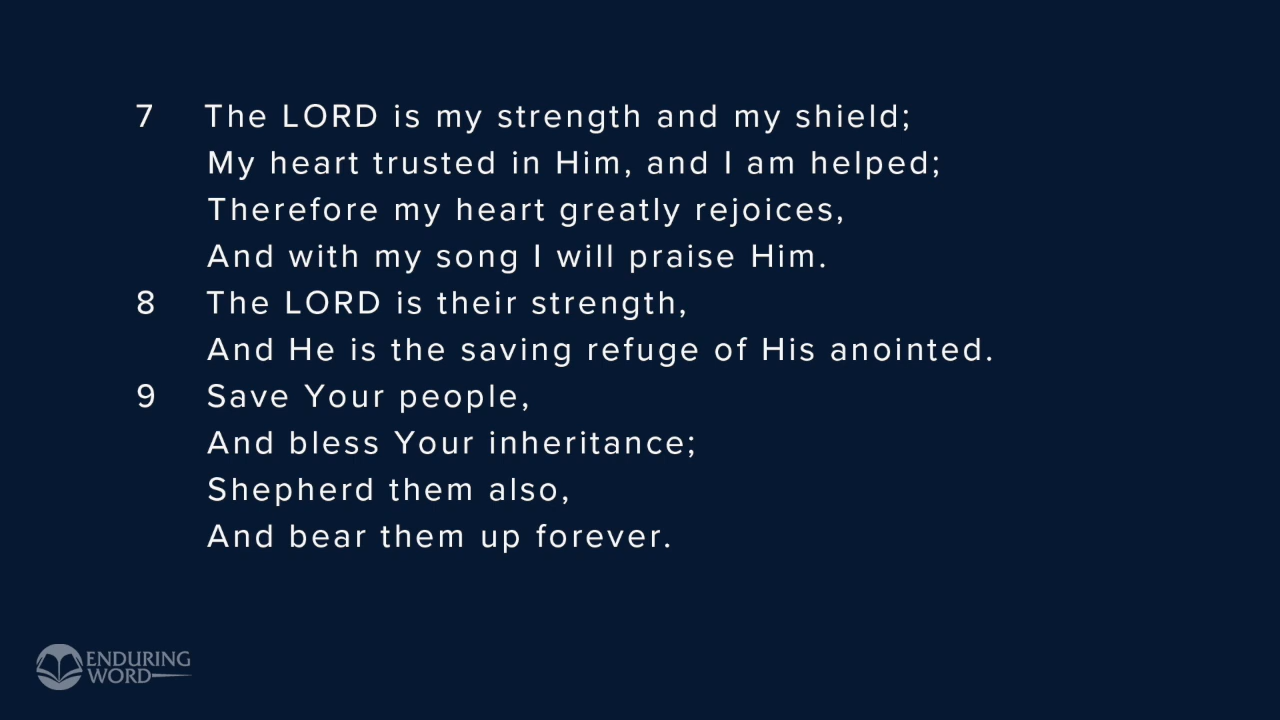 7 The LORD is my strength and my shield;
My heart trusted in Him, and I am helped;
Therefore my heart greatly rejoices,
And with my song I will praise Him.
8 The LORD is their strength,
And He is the saving refuge of His anointed.
9 Save Your people,
And bless Your inheritance;
Shepherd them also,
And bear them up forever.
ENDURING
WORD